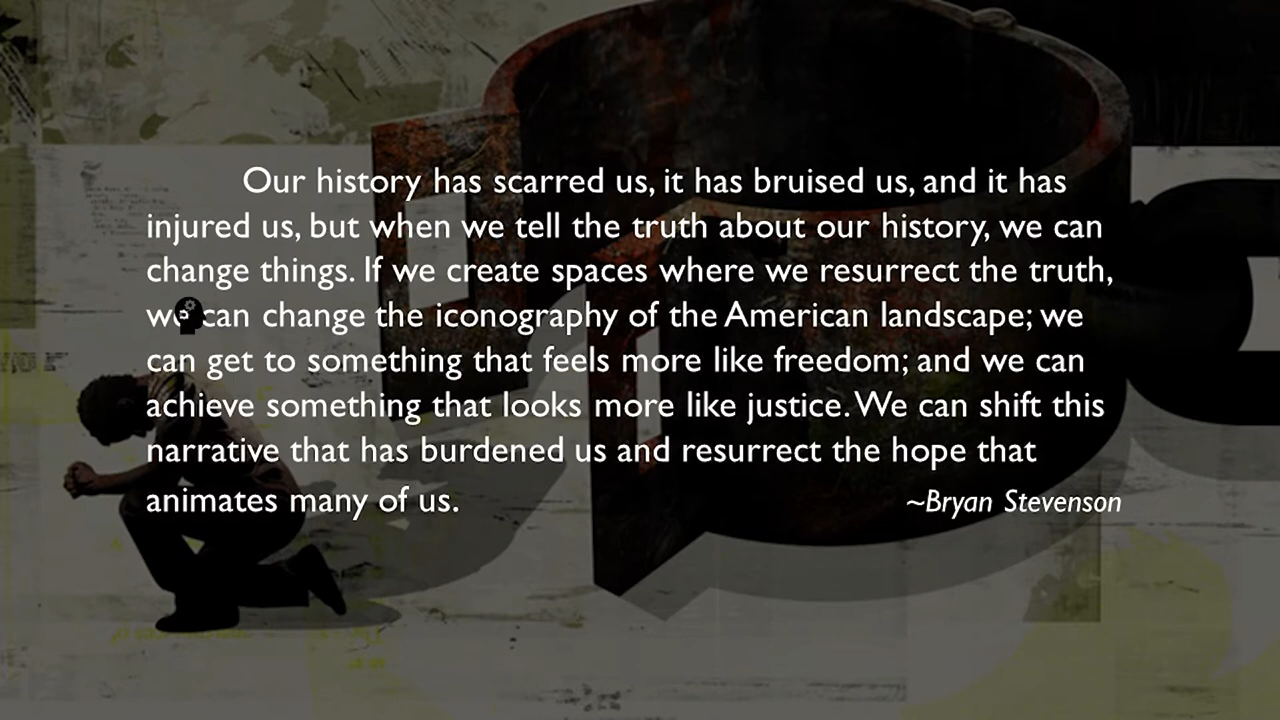 Our history has scarred us, it has bruised us, and it has
injured us, but when we tell the truth about our history, we can
change things. If we create spaces where we resurrect the truth,
we can change the iconography of the American landscape; we
can get to something that feels more like freedom; and we can
achieve something that looks more like justice. We can shift this
narrative that has burdened us and resurrect the hope that
animates many of us.
~Bryan Stevenson